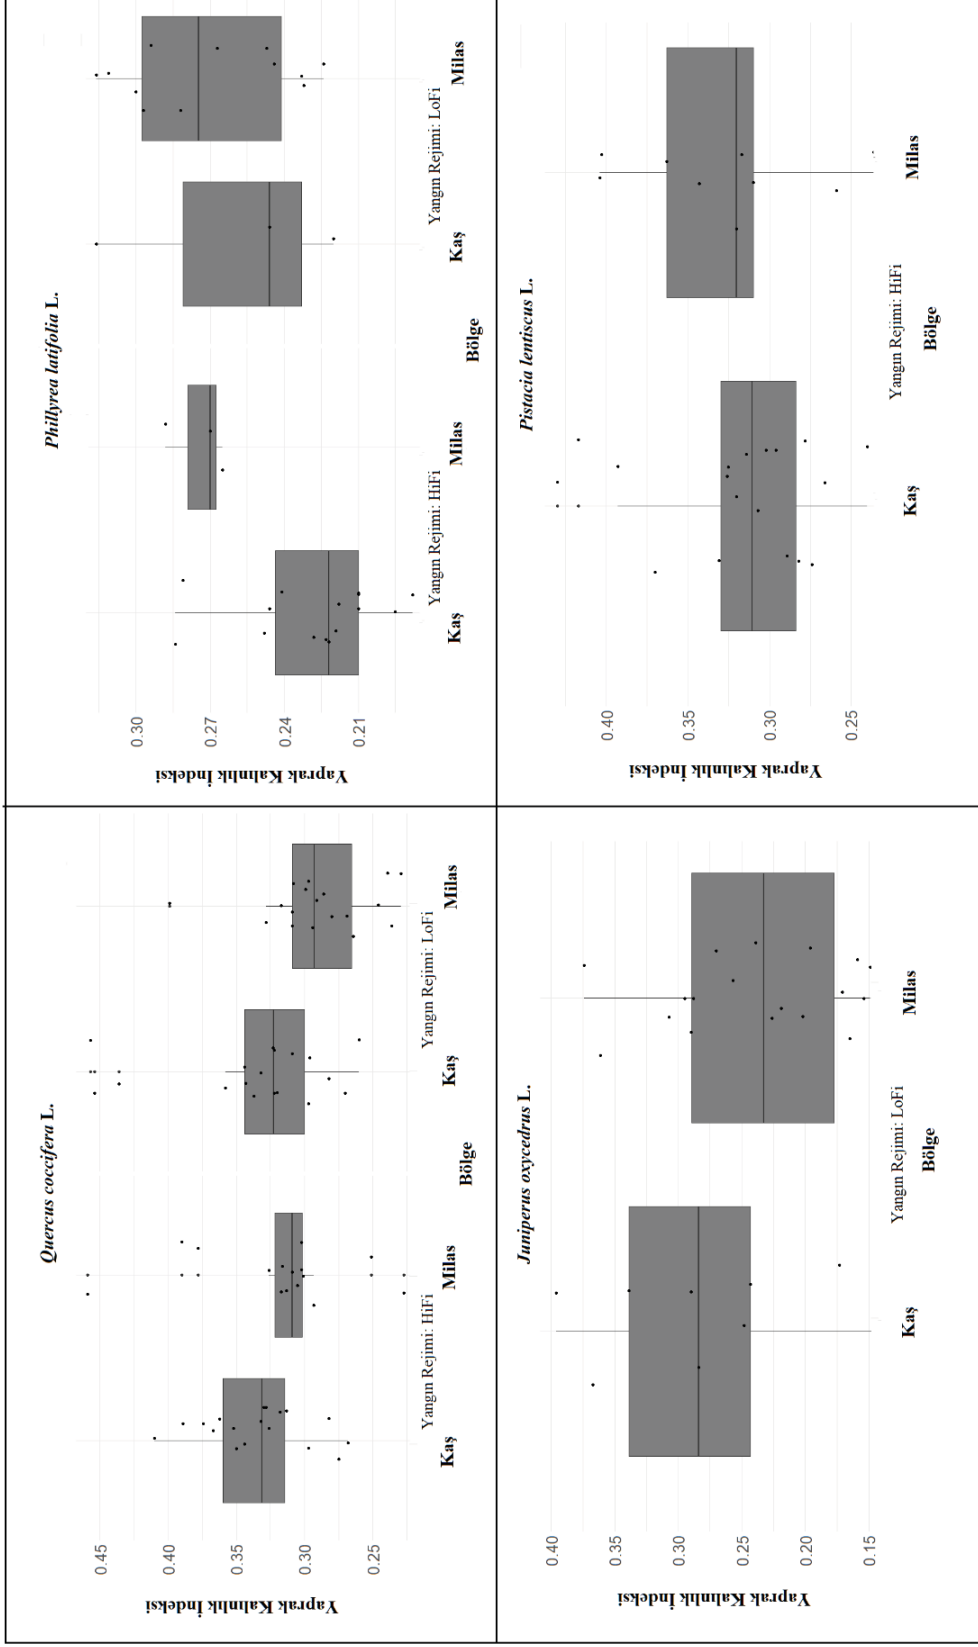 Quercus coccifera L.
Yaprak Kalınlık İndeksi
0.45
0.40
0.35
0.30
0.25
Kaş
Milas
Kaş
Milas
Yangın Rejimi: HiFi
Yangın Rejimi: LoFi
Bölge
Phillyrea latifolia L.
Yaprak Kalınlık İndeksi
0.30
0.27
0.24
0.21
Kaş
Milas
Kaş
Milas
Yangın Rejimi: HiFi
Yangın Rejimi: LoFi
Bölge
Juniperus oxycedrus L.
Yaprak Kalınlık İndeksi
0.40
0.35
0.30
0.25
0.20
0.15
Kaş
Milas
Yangın Rejimi: LoFi
Bölge
Pistacia lentiscus L.
Yaprak Kalınlık İndeksi
0.40
0.35
0.30
0.25
Kaş
Milas
Yangın Rejimi: HiFi
Bölge